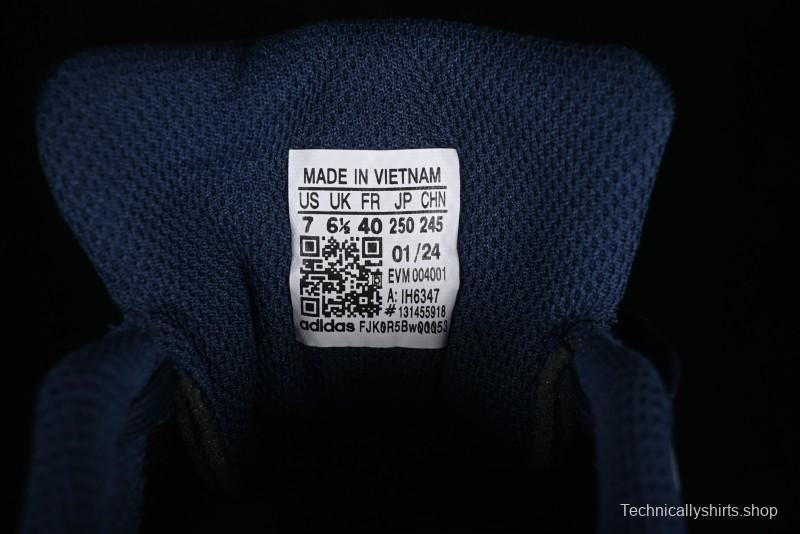 MADE IN VIETNAM
US UK FR JP CHN
7 6½ 40 250 245
01/24
EVM 004001
A: IH6347
# 131455918
adidas FJK0R5BwQ0Q53
Technicallyshirts.shop